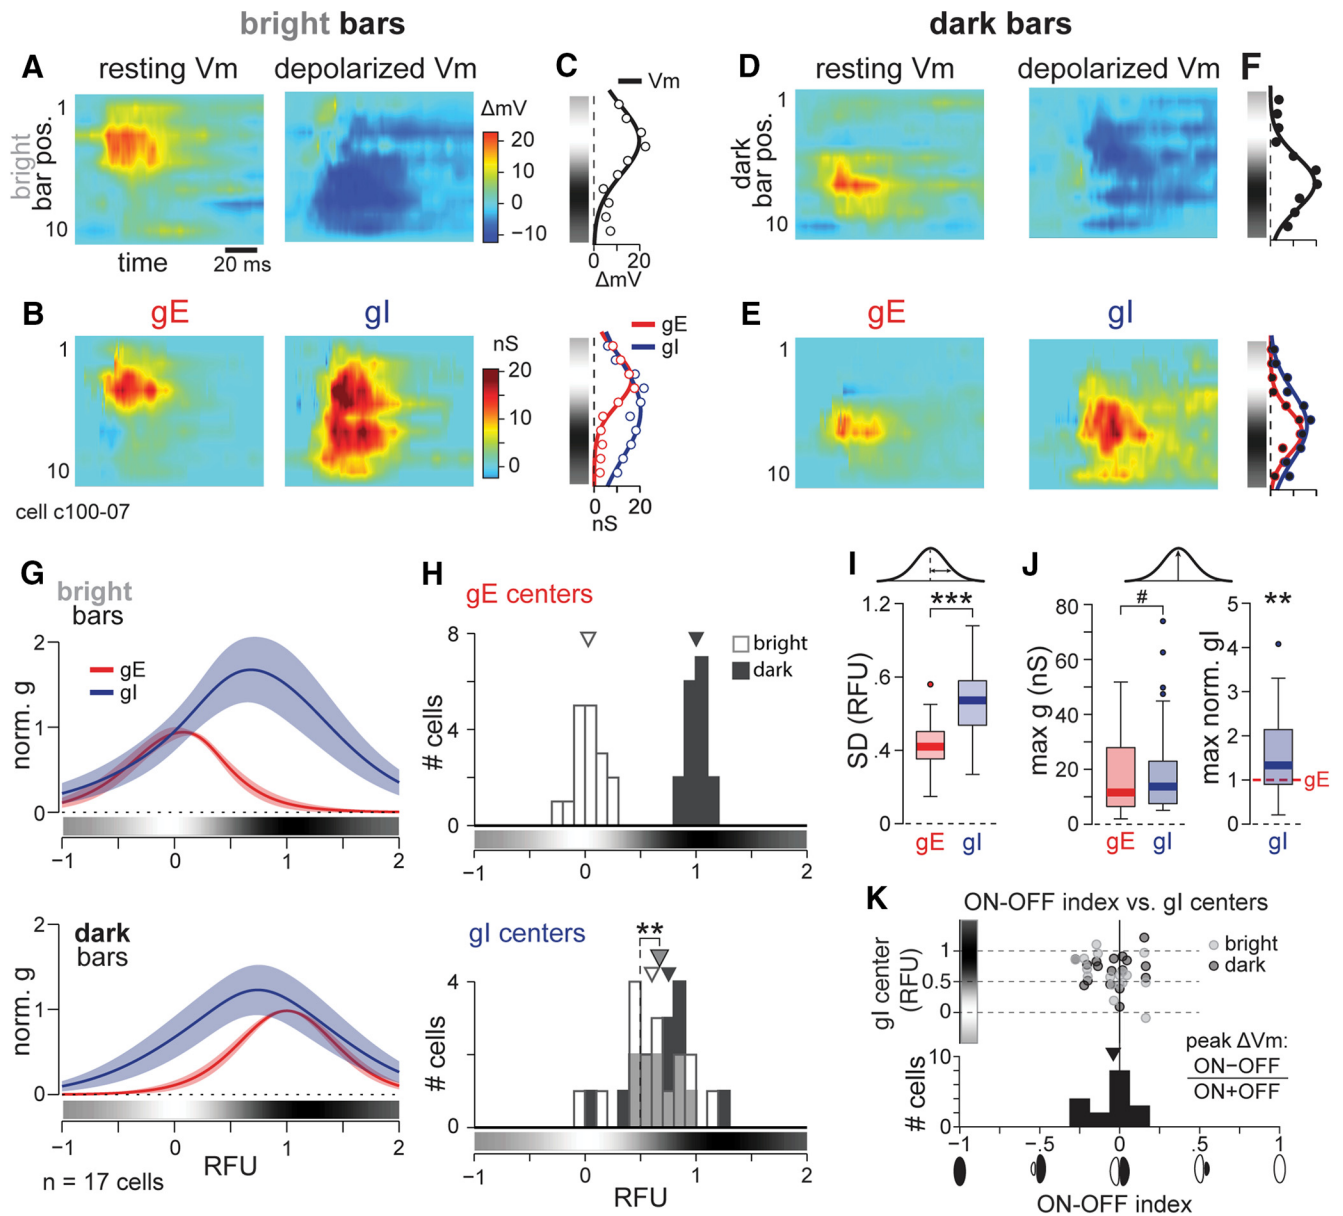 bright bars
dark bars
A
resting Vm
depolarized Vm
bright
bar pos.
1
10
time
20 ms
ΔmV
20
10
0
−10
C
Vm
0
20
ΔmV
D
resting Vm
depolarized Vm
dark
bar pos.
1
10
F
B
gE
gI
1
10
nS
20
10
0
gE
gI
0
20
nS
cell c100-07
E
gE
gI
1
10
G
bright
bars
gE
gI
norm. g
2
1
0
−1
0
1
2
dark
bars
norm. g
2
1
0
−1
0
1
2
RFU
n = 17 cells
H
gE centers
bright
dark
# cells
8
4
0
−1
0
1
2
gI centers
**
# cells
4
2
0
−1
0
1
2
RFU
I
***
SD (RFU)
1.2
.6
.4
0
gE
gI
J
#
max g (nS)
80
60
40
20
0
gE
gI
**
max norm. gI
5
4
3
2
1
0
gE
gI
K
ON-OFF index vs. gI centers
gI center
(RFU)
1
0.5
0
bright
dark
peak ΔVm:
ON−OFF
ON+OFF
# cells
10
0
−1
−.5
0
.5
1
ON-OFF index